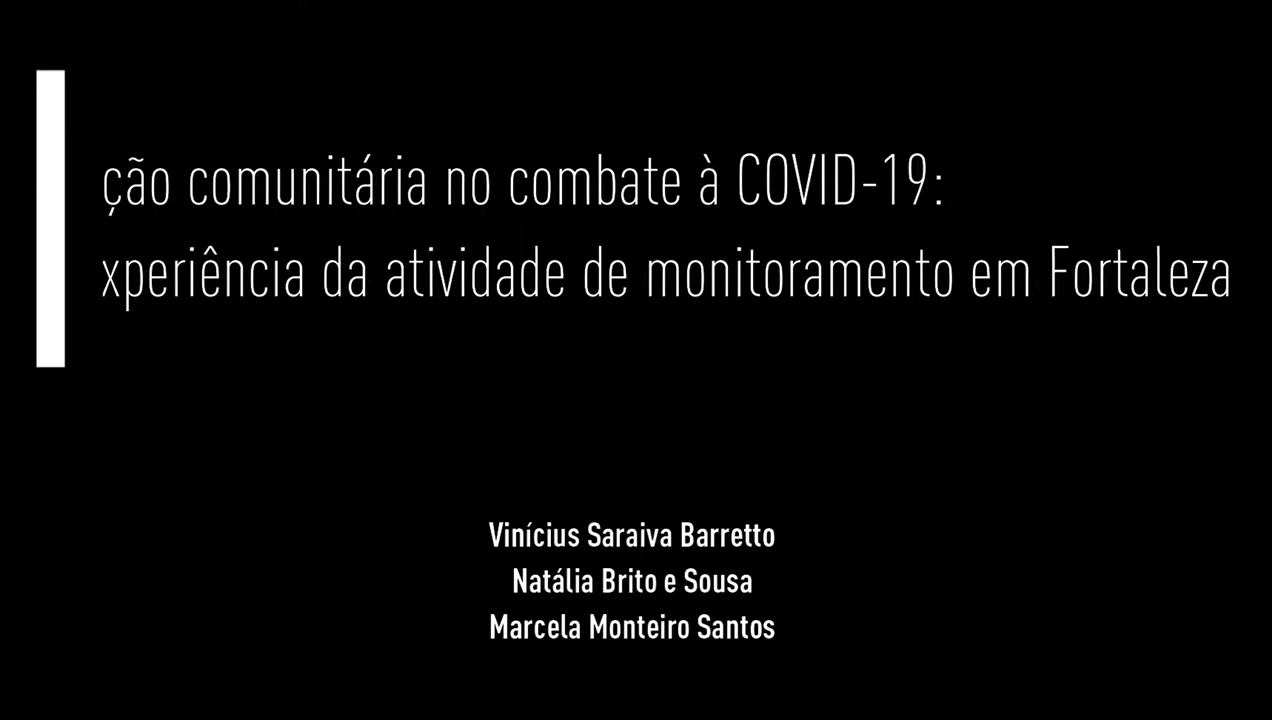 ção comunitária no combate à COVID-19:
xperiência da atividade de monitoramento em Fortaleza
Vinícius Saraiva Barretto
Natália Brito e Sousa
Marcela Monteiro Santos